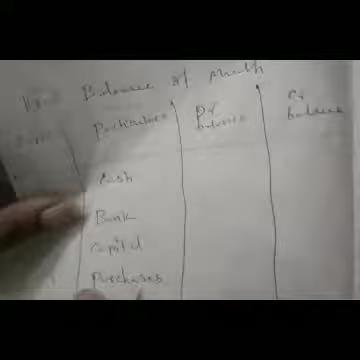 Balance of Month
Particulars Dr balance Cr balance
Cash
Bank
Capital
Purchases